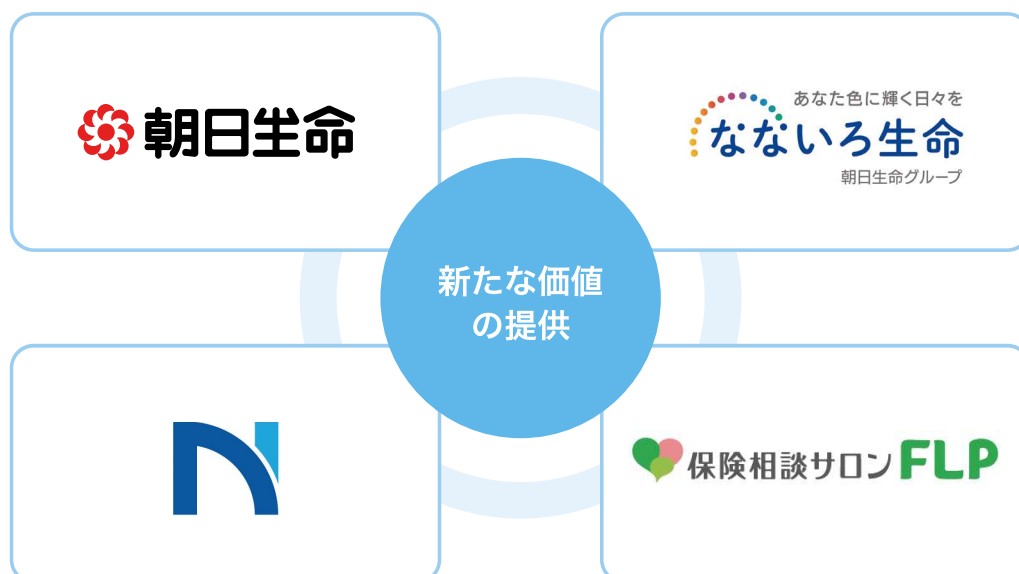 朝日生命
あなた色に輝く日々を
なないろ生命
朝日生命グループ
新たな価値
の提供
N
保険相談サロンFLP